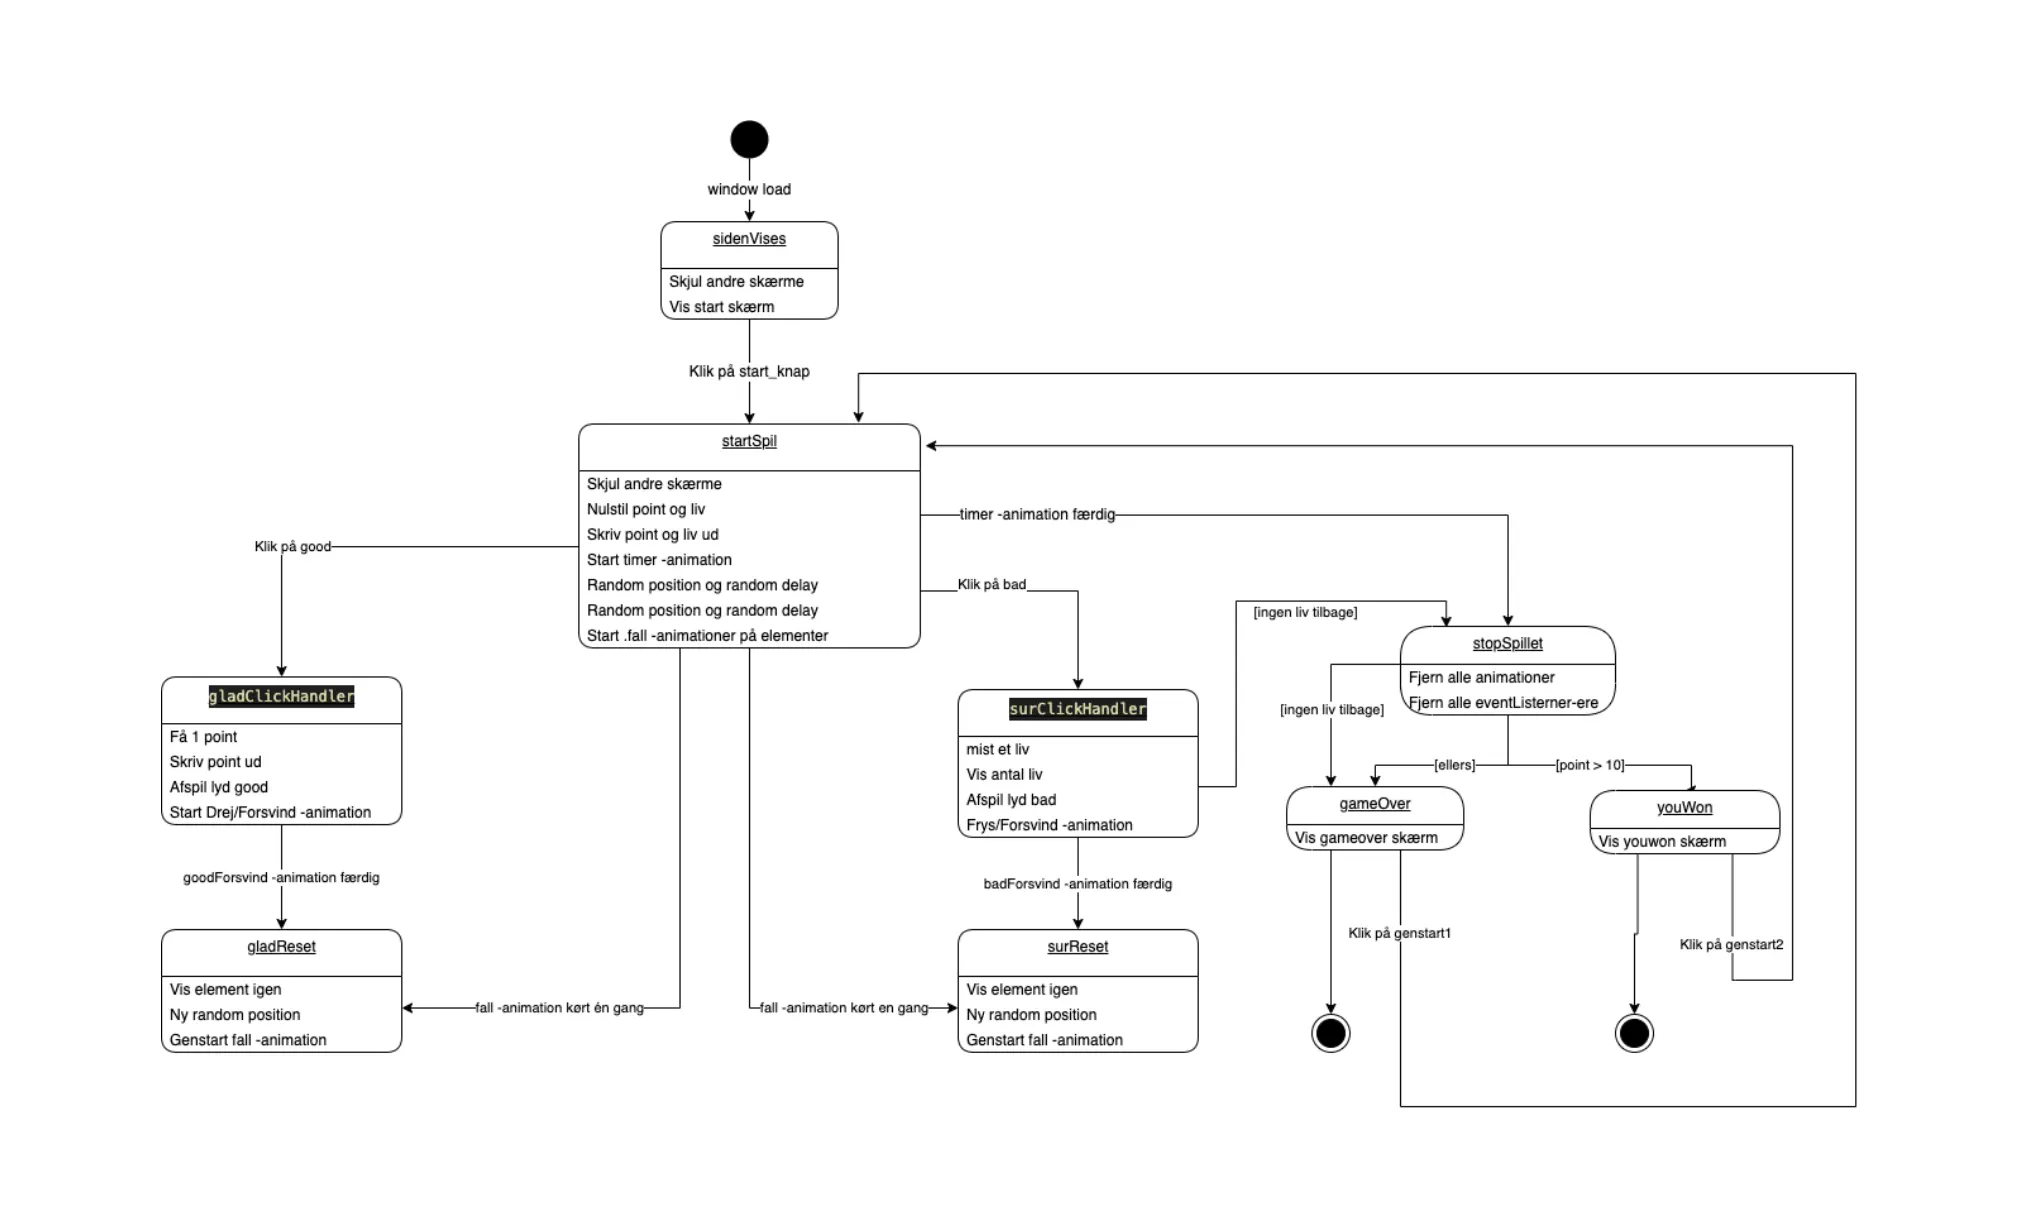 window load
sidenVises
Skjul andre skærme
Vis start skærm
Klik på start_knap
startSpil
Skjul andre skærme
Nulstil point og liv
Skriv point og liv ud
Start timer -animation
Random position og random delay
Random position og random delay
Start .fall -animationer på elementer
Klik på good
timer -animation færdig
Klik på bad
[ingen liv tilbage]
gladClickHandler
Få 1 point
Skriv point ud
Afspil lyd good
Start Drej/Forsvind -animation
surClickHandler
mist et liv
Vis antal liv
Afspil lyd bad
Frys/Forsvind -animation
stopSpillet
Fjern alle animationer
Fjern alle eventListerner-ere
[ingen liv tilbage]
[ellers]
[point > 10]
gameOver
Vis gameover skærm
youWon
Vis youwon skærm
goodForsvind -animation færdig
badForsvind -animation færdig
gladReset
Vis element igen
Ny random position
Genstart fall -animation
fall -animation kørt én gang
fall -animation kørt en gang
surReset
Vis element igen
Ny random position
Genstart fall -animation
Klik på genstart1
Klik på genstart2